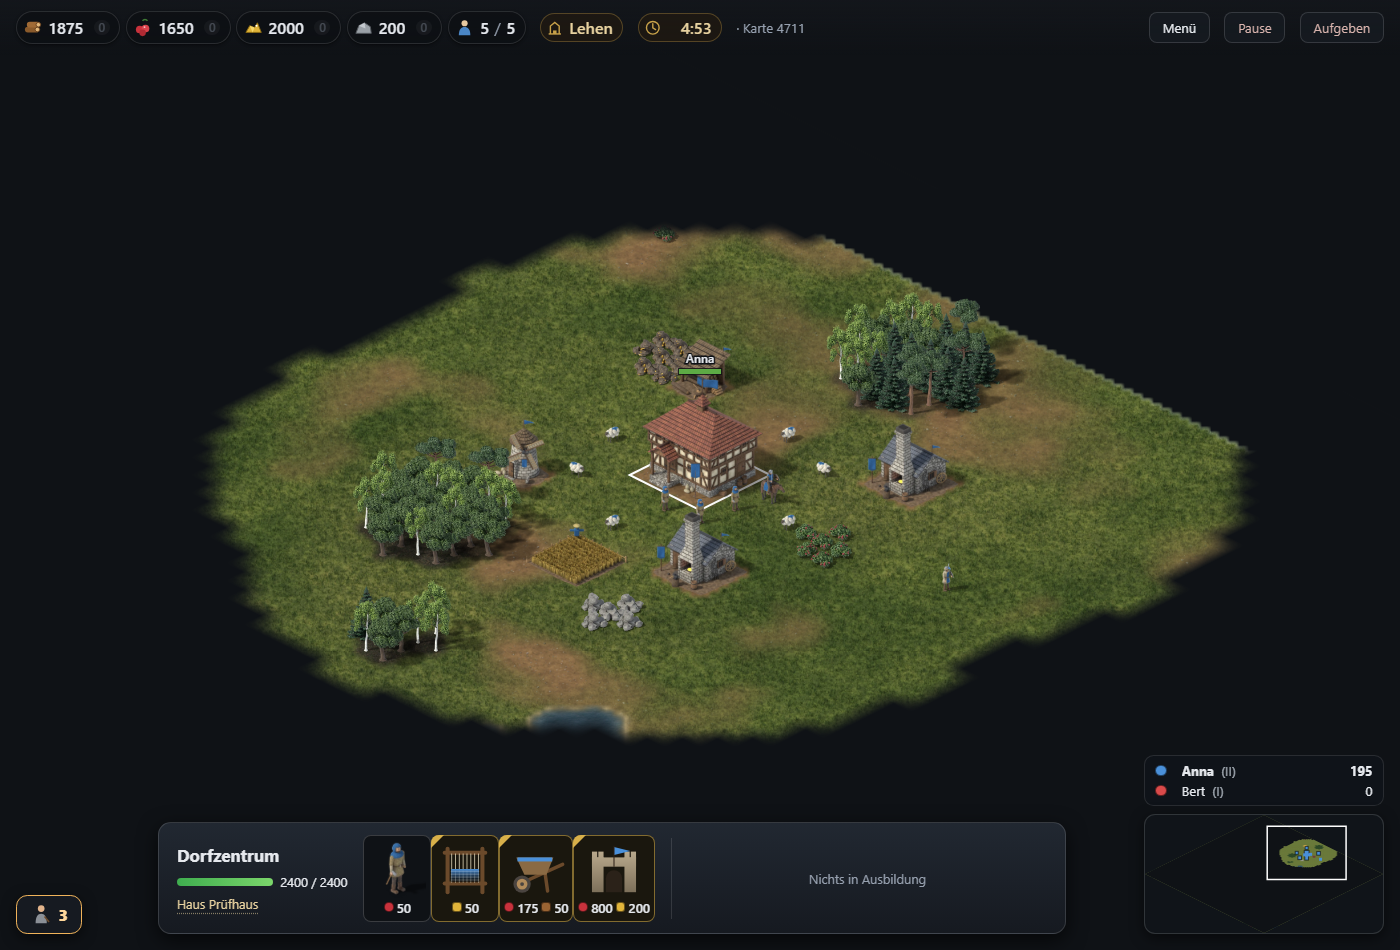 1875 0
1650 0
2000 0
200 0
5 / 5
Lehen
4:53
· Karte 4711
Menü
Pause
Aufgeben
Anna
Anna (II) 195
Bert (I) 0
Dorfzentrum
2400 / 2400
Haus Prüfhaus
50
50
175 50
800 200
Nichts in Ausbildung
3